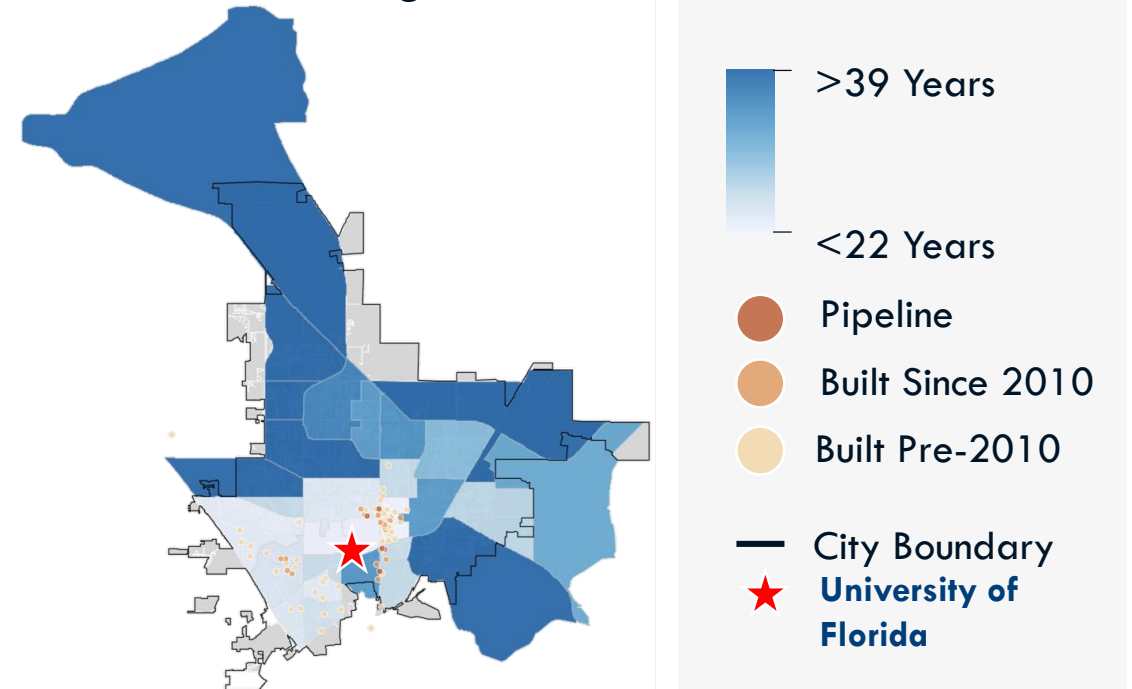 >39 Years
<22 Years
Pipeline
Built Since 2010
Built Pre-2010
City Boundary
University of
Florida